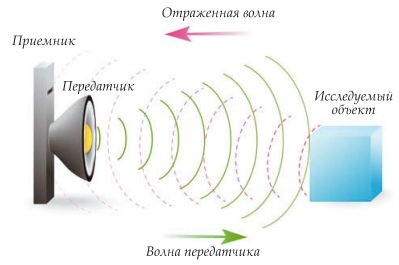 Отраженная волна
Приемник
Передатчик
Исследуемый
объект
Волна передатчика